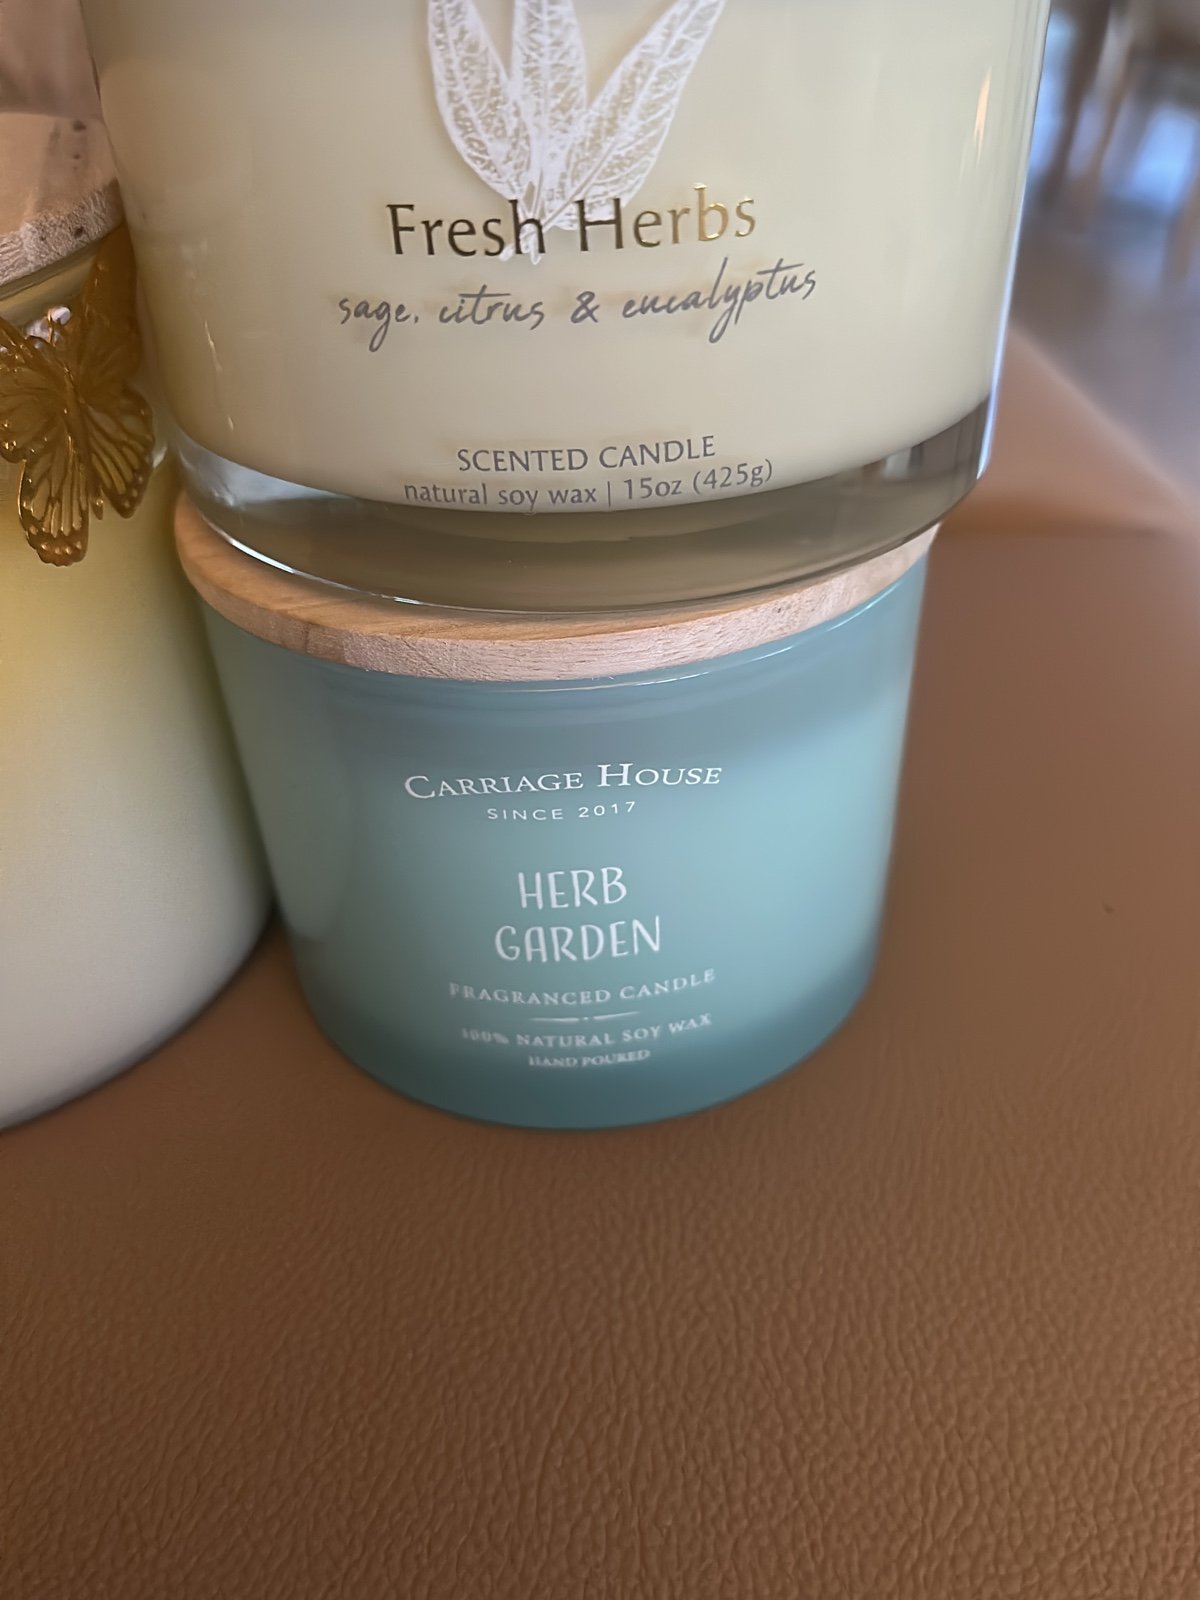 Fresh Herbs
sage, citrus & eucalyptus
SCENTED CANDLE
natural soy wax | 15oz (425g)
CARRIAGE HOUSE
SINCE 2017
HERB
GARDEN
FRAGRANCED CANDLE
100% NATURAL SOY WAX
HAND POURED